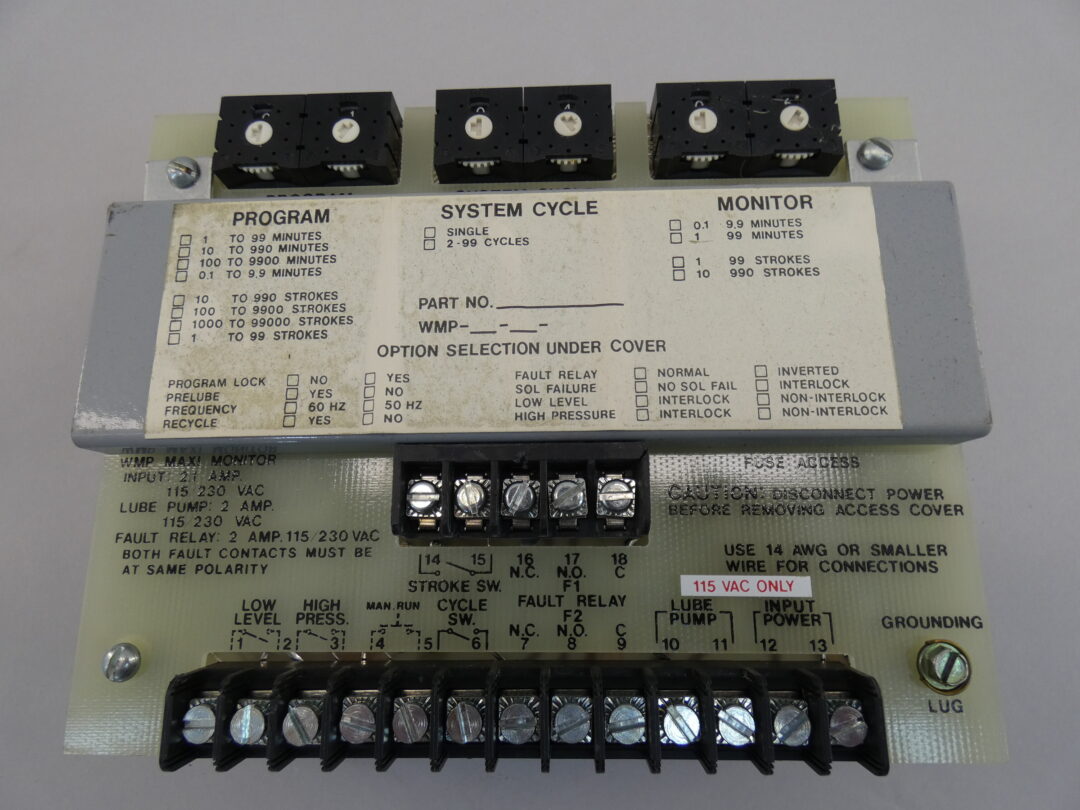 PROGRAM
1 TO 99 MINUTES
10 TO 990 MINUTES
100 TO 9900 MINUTES
0.1 TO 9.9 MINUTES
10 TO 990 STROKES
100 TO 9900 STROKES
1000 TO 99000 STROKES
1 TO 99 STROKES
SYSTEM CYCLE
SINGLE
2-99 CYCLES
MONITOR
0.1 9.9 MINUTES
1 99 MINUTES
1 99 STROKES
10 990 STROKES
PART NO.
WMP-__-__-
OPTION SELECTION UNDER COVER
PROGRAM LOCK NO YES
PRELUBE YES NO
FREQUENCY 60 HZ 50 HZ
RECYCLE YES NO
FAULT RELAY NORMAL INVERTED
SOL FAILURE NO SOL FAIL INTERLOCK
LOW LEVEL INTERLOCK NON-INTERLOCK
HIGH PRESSURE INTERLOCK NON-INTERLOCK
WMP MAXI MONITOR
INPUT: 2.1 AMP.
115 230 VAC
LUBE PUMP: 2 AMP.
115 230 VAC
FAULT RELAY: 2 AMP. 115/230 VAC
BOTH FAULT CONTACTS MUST BE
AT SAME POLARITY
FUSE ACCESS
CAUTION: DISCONNECT POWER
BEFORE REMOVING ACCESS COVER
USE 14 AWG OR SMALLER
WIRE FOR CONNECTIONS
14 15 16 17 18
N.C. N.O. C
STROKE SW. F1
FAULT RELAY
F2
115 VAC ONLY
LOW LEVEL
HIGH PRESS.
MAN. RUN
CYCLE SW.
N.C. N.O. C
LUBE PUMP
INPUT POWER
1 2 3 4 5 6 7 8 9 10 11 12 13
GROUNDING
LUG